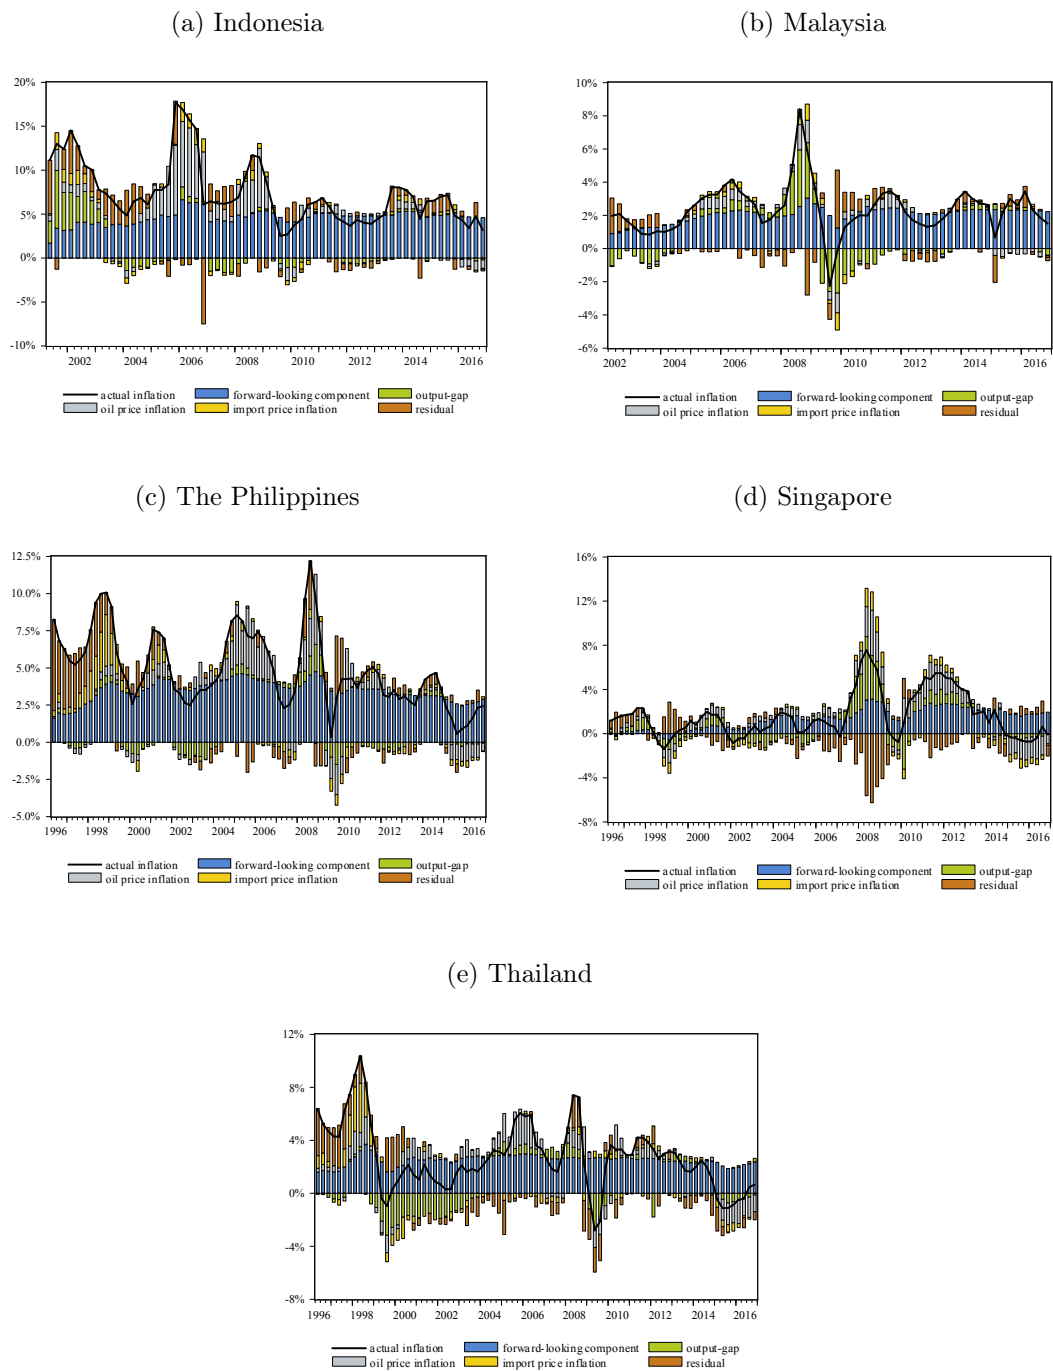 (a) Indonesia
(b) Malaysia
20%
15%
10%
5%
0%
-5%
-10%
2002 2004 2006 2008 2010 2012 2014 2016
actual inflation forward-looking component output-gap
oil price inflation import price inflation residual
10%
8%
6%
4%
2%
0%
-2%
-4%
-6%
2002 2004 2006 2008 2010 2012 2014 2016
actual inflation forward-looking component output-gap
oil price inflation import price inflation residual
(c) The Philippines
(d) Singapore
12.5%
10.0%
7.5%
5.0%
2.5%
0.0%
-2.5%
-5.0%
1996 1998 2000 2002 2004 2006 2008 2010 2012 2014 2016
actual inflation forward-looking component output-gap
oil price inflation import price inflation residual
16%
12%
8%
4%
0%
-4%
-8%
1996 1998 2000 2002 2004 2006 2008 2010 2012 2014 2016
actual inflation forward-looking component output-gap
oil price inflation import price inflation residual
(e) Thailand
12%
8%
4%
0%
-4%
-8%
1996 1998 2000 2002 2004 2006 2008 2010 2012 2014 2016
actual inflation forward-looking component output-gap
oil price inflation import price inflation residual